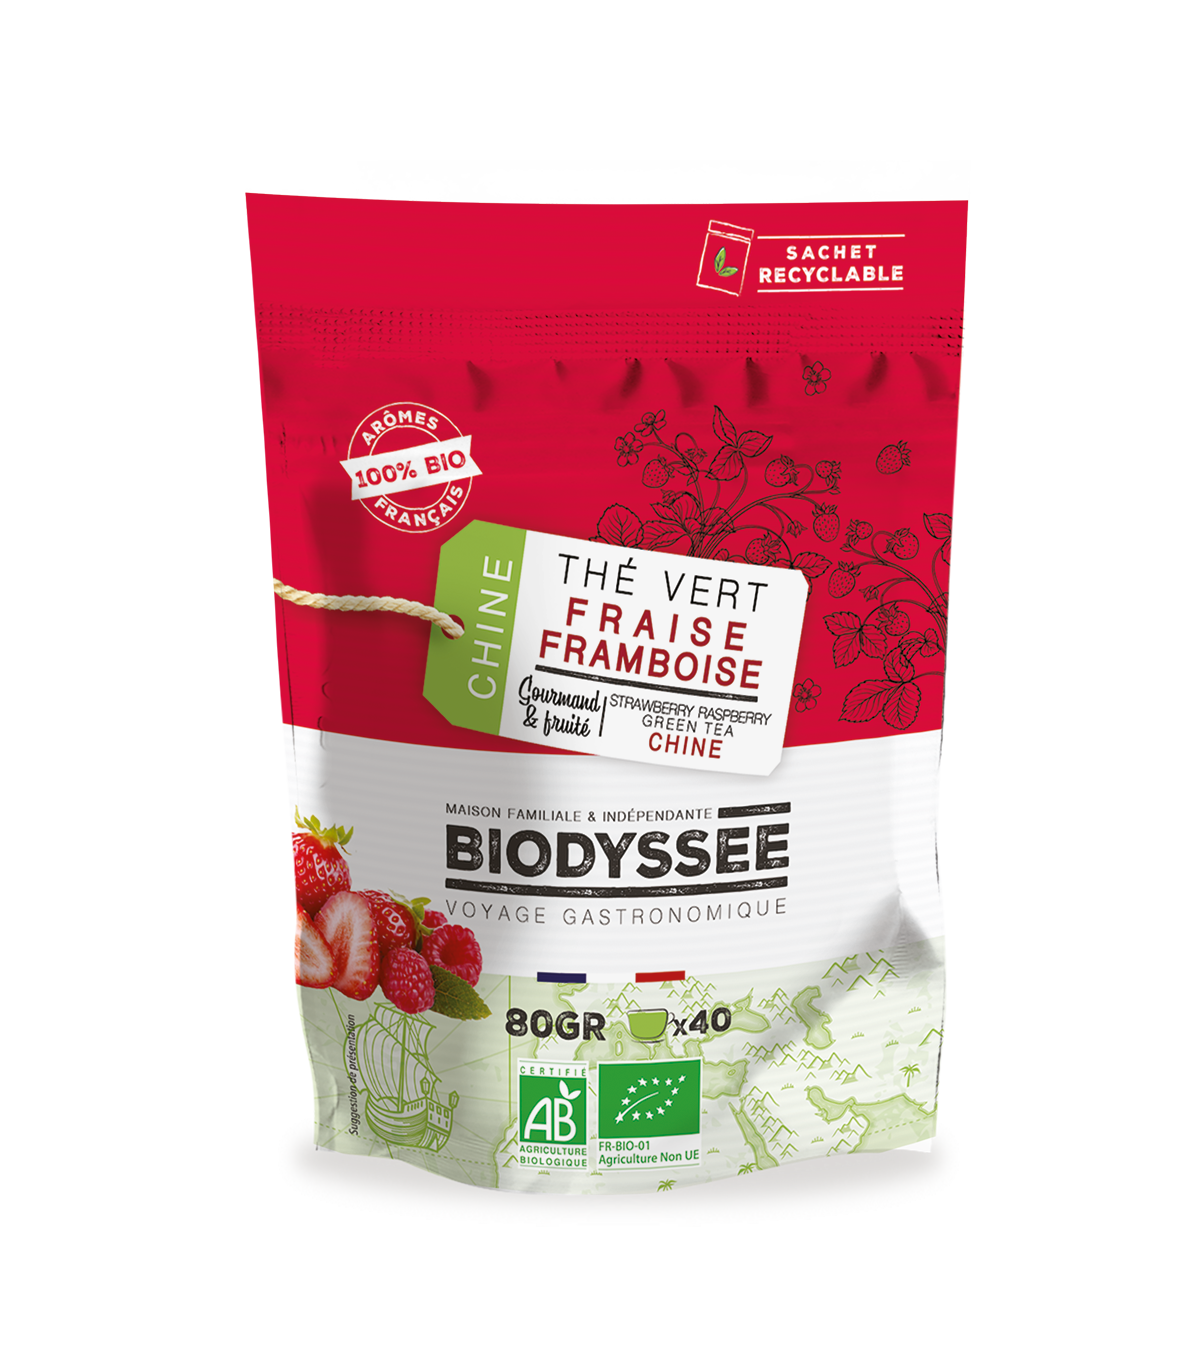 SACHET
RECYCLABLE
ARÔMES
100% BIO
FRANÇAIS
CHINE
THÉ VERT
FRAISE
FRAMBOISE
Gourmand
& fruité
STRAWBERRY RASPBERRY
GREEN TEA
CHINE
MAISON FAMILIALE & INDÉPENDANTE
BIODYSSÉE
VOYAGE GASTRONOMIQUE
80GR x40
Suggestion de présentation
CERTIFIÉ
AB
AGRICULTURE
BIOLOGIQUE
FR-BIO-01
Agriculture Non UE